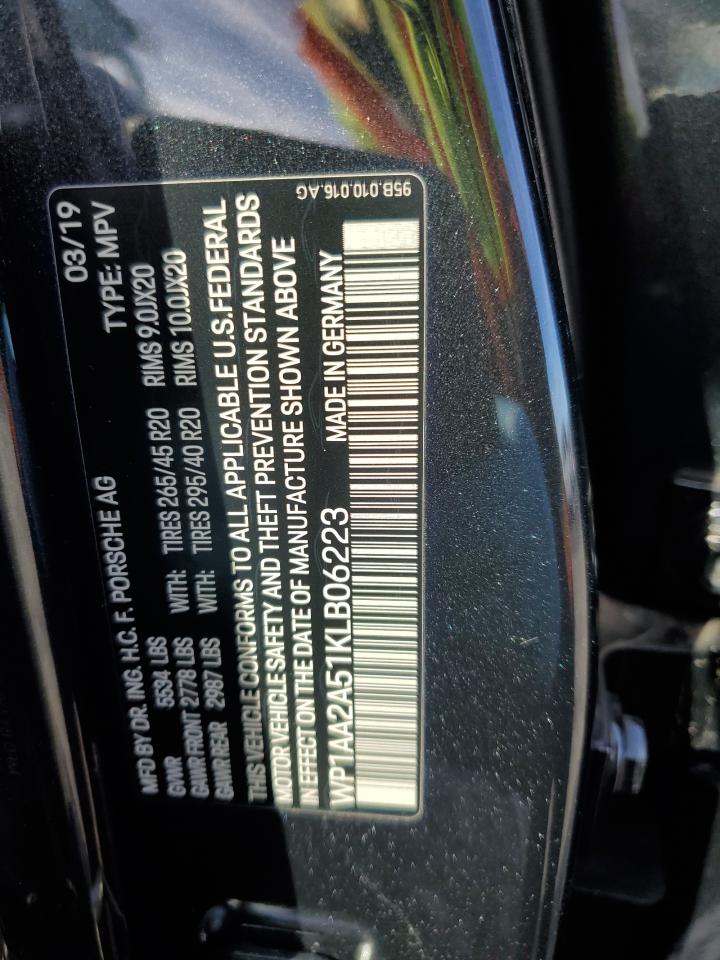 MFD BY DR. ING. H.C. F. PORSCHE AG 03/19
GVWR 5534 LBS TYPE: MPV
GAWR FRONT 2778 LBS WITH: TIRES 265/45 R20 RIMS 9.0JX20
GAWR REAR 2987 LBS WITH: TIRES 295/40 R20 RIMS 10.0JX20
THIS VEHICLE CONFORMS TO ALL APPLICABLE U.S. FEDERAL
MOTOR VEHICLE SAFETY AND THEFT PREVENTION STANDARDS
IN EFFECT ON THE DATE OF MANUFACTURE SHOWN ABOVE
WP1AA2A51KLB06223 MADE IN GERMANY
95B.010.016.AG